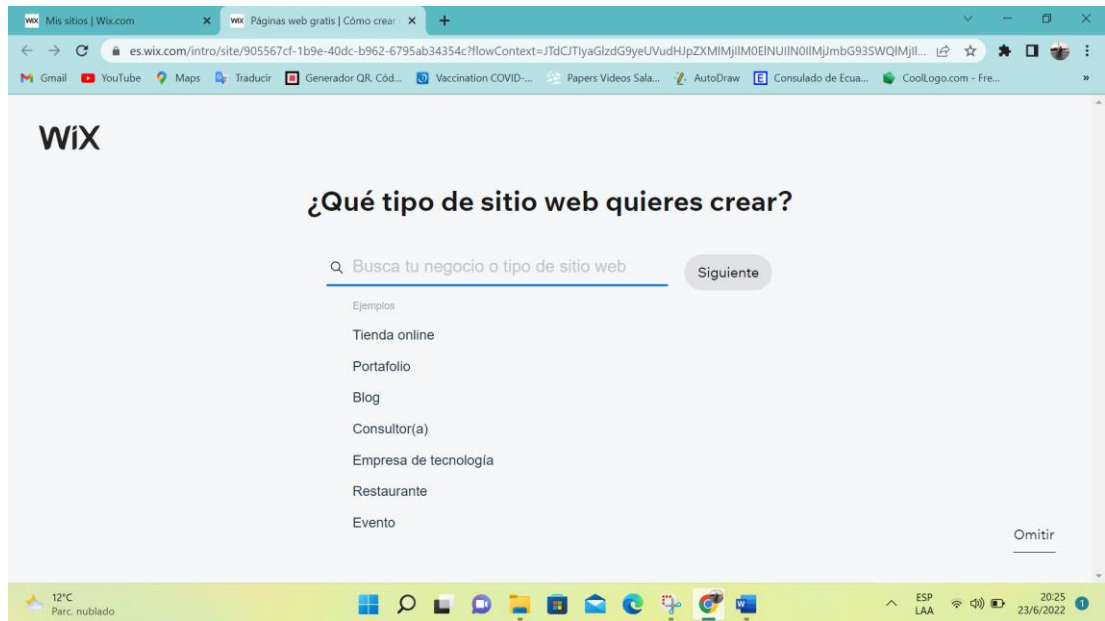 WIX Mis sitios | Wix.com
WIX Páginas web gratis | Cómo crear
es.wix.com/intro/site/905567cf-1b9e-40dc-b962-6795ab34354c?flowContext=
Gmail YouTube Maps Traducir Generador QR. Cód... Vaccination COVID-... Papers Videos Sala... AutoDraw E Consulado de Ecua... CoolLogo.com - Fre... »
WiX
¿Qué tipo de sitio web quieres crear?
Busca tu negocio o tipo de sitio web
Siguiente
Ejemplos
Tienda online
Portafolio
Blog
Consultor(a)
Empresa de tecnología
Restaurante
Evento
Omitir
12°C
Parc. nublado
ESP
LAA
20:25
23/6/2022
1